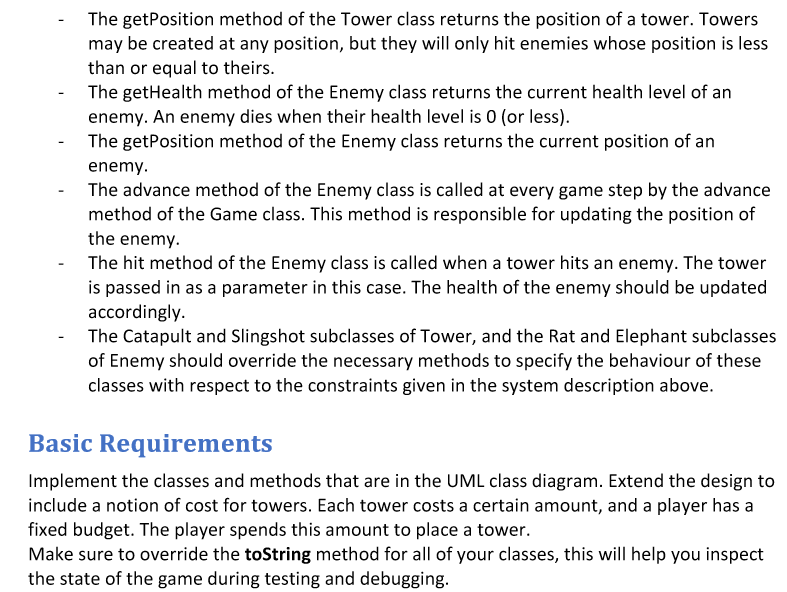 - The getPosition method of the Tower class returns the position of a tower. Towers
may be created at any position, but they will only hit enemies whose position is less
than or equal to theirs.
- The getHealth method of the Enemy class returns the current health level of an
enemy. An enemy dies when their health level is 0 (or less).
- The getPosition method of the Enemy class returns the current position of an
enemy.
- The advance method of the Enemy class is called at every game step by the advance
method of the Game class. This method is responsible for updating the position of
the enemy.
- The hit method of the Enemy class is called when a tower hits an enemy. The tower
is passed in as a parameter in this case. The health of the enemy should be updated
accordingly.
- The Catapult and Slingshot subclasses of Tower, and the Rat and Elephant subclasses
of Enemy should override the necessary methods to specify the behaviour of these
classes with respect to the constraints given in the system description above.
Basic Requirements
Implement the classes and methods that are in the UML class diagram. Extend the design to
include a notion of cost for towers. Each tower costs a certain amount, and a player has a
fixed budget. The player spends this amount to place a tower.
Make sure to override the toString method for all of your classes, this will help you inspect
the state of the game during testing and debugging.